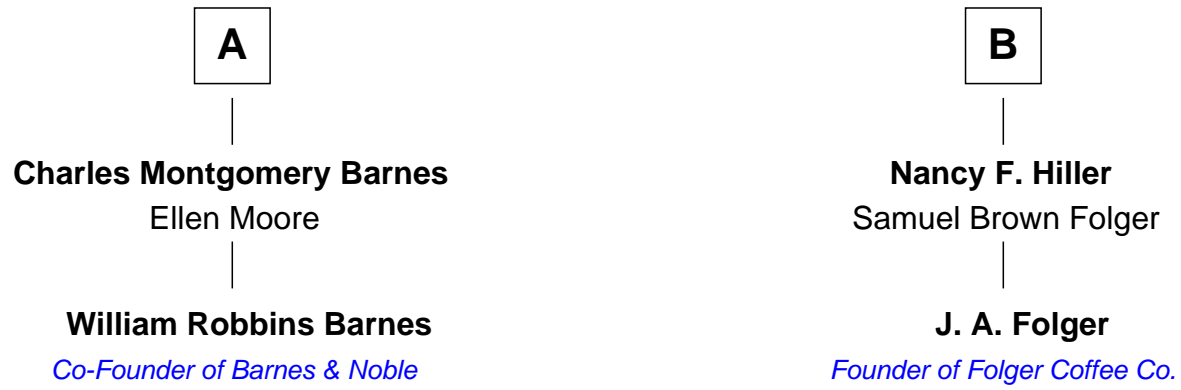 A
Charles Montgomery Barnes
Ellen Moore
William Robbins Barnes
Co-Founder of Barnes & Noble
B
Nancy F. Hiller
Samuel Brown Folger
J. A. Folger
Founder of Folger Coffee Co.